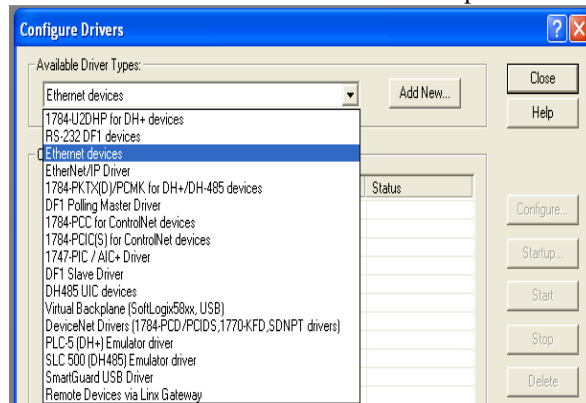 Configure Drivers
Available Driver Types:
Ethernet devices
Add New...
Close
Help
1784-U2DHP for DH+ devices
RS-232 DF1 devices
Ethernet devices
EtherNet/IP Driver
1784-PKTX(D)/PCMK for DH+/DH-485 devices
DF1 Polling Master Driver
1784-PCC for ControlNet devices
1784-PCIC(S) for ControlNet devices
1747-PIC / AIC+ Driver
DF1 Slave Driver
DH485 UIC devices
Virtual Backplane (SoftLogix58xx, USB)
DeviceNet Drivers (1784-PCD/PCIDS,1770-KFD,SDNPT drivers)
PLC-5 (DH+) Emulator driver
SLC 500 (DH485) Emulator driver
SmartGuard USB Driver
Remote Devices via Linx Gateway
Status
Configure...
Startup...
Start
Stop
Delete